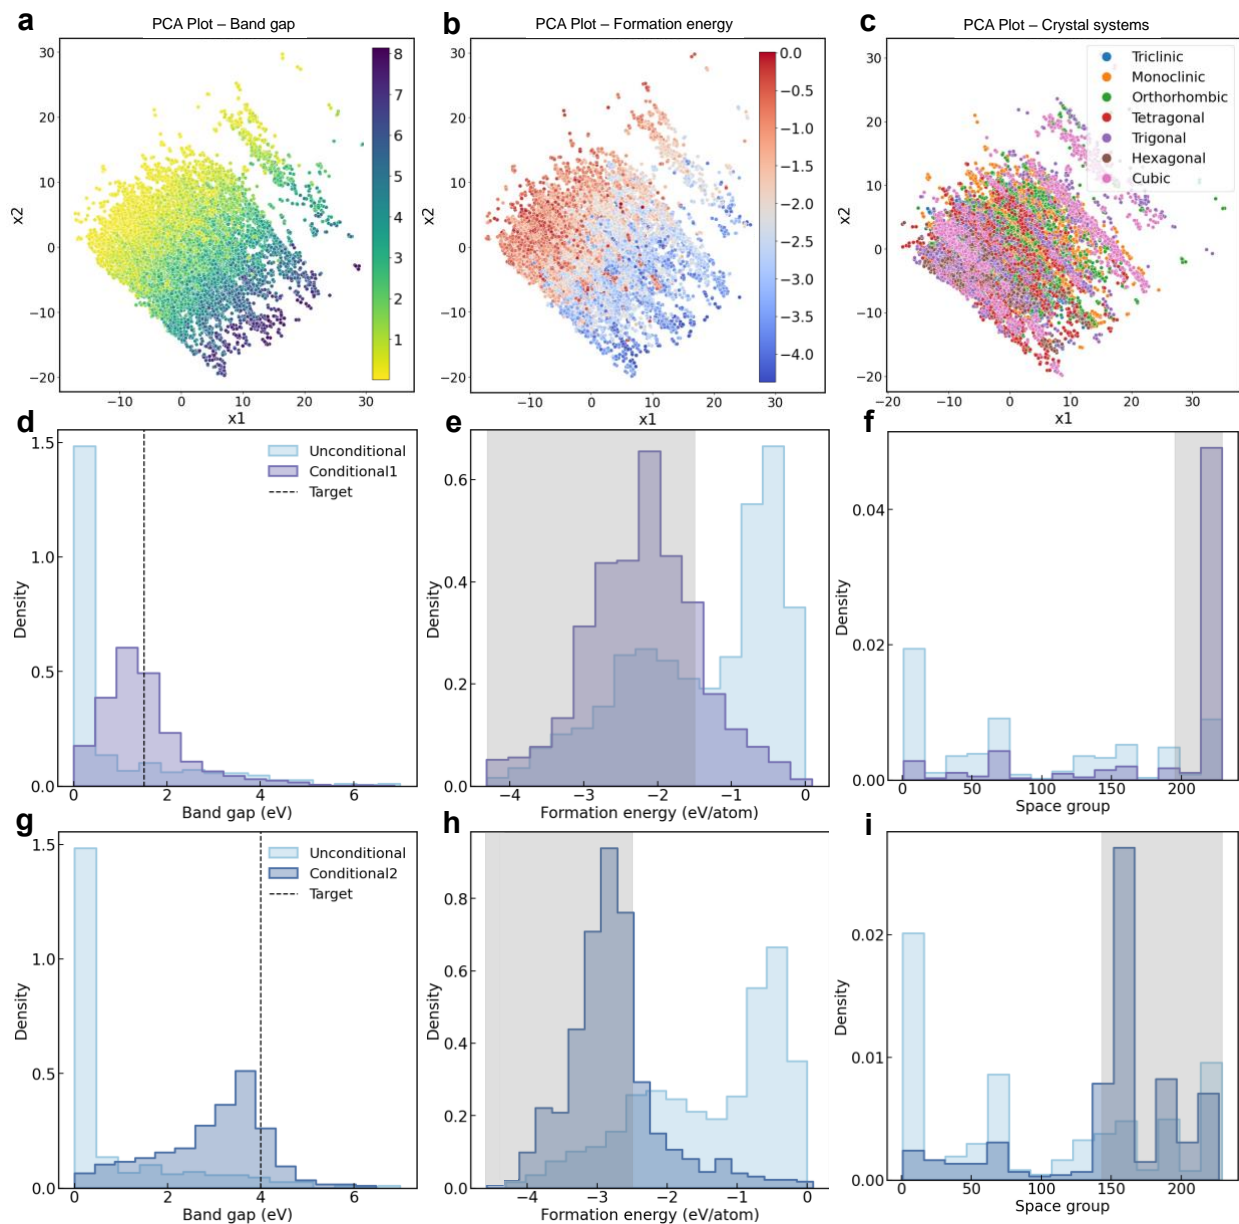 a
PCA Plot – Band gap
30
20
10
0
−10
−20
x2
−10
0
10
20
30
x1
8
7
6
5
4
3
2
1
b
PCA Plot – Formation energy
30
20
10
0
−10
−20
x2
−10
0
10
20
30
x1
0.0
−0.5
−1.0
−1.5
−2.0
−2.5
−3.0
−3.5
−4.0
c
PCA Plot – Crystal systems
30
20
10
0
−10
−20
x2
−20
−10
0
10
20
30
x1
Triclinic
Monoclinic
Orthorhombic
Tetragonal
Trigonal
Hexagonal
Cubic
d
1.5
1.0
0.5
0.0
Density
0
2
4
6
Band gap (eV)
Unconditional
Conditional1
Target
e
0.6
0.4
0.2
0.0
Density
−4
−3
−2
−1
0
Formation energy (eV/atom)
f
0.04
0.02
0.00
Density
0
50
100
150
200
Space group
g
1.5
1.0
0.5
0.0
Density
0
2
4
6
Band gap (eV)
Unconditional
Conditional2
Target
h
0.8
0.6
0.4
0.2
0.0
Density
−4
−3
−2
−1
0
Formation energy (eV/atom)
i
0.02
0.01
0.00
Density
0
50
100
150
200
Space group